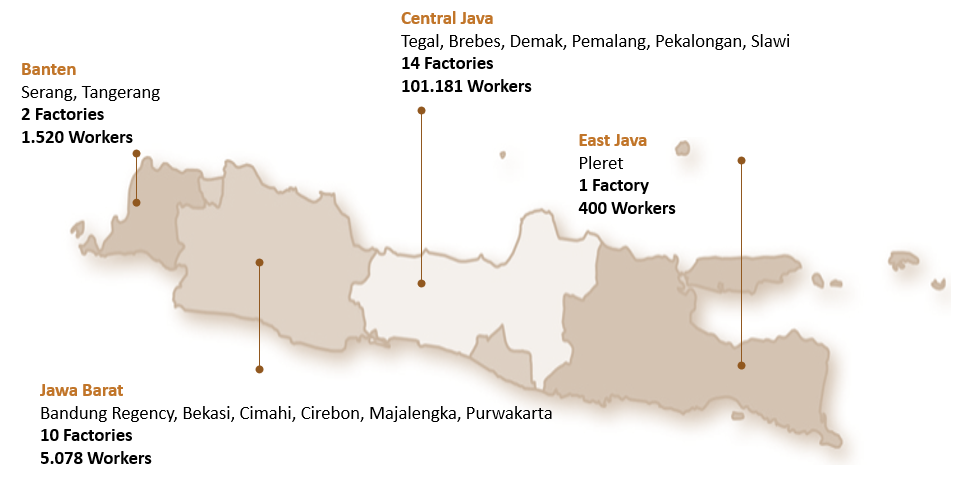 Central Java
Tegal, Brebes, Demak, Pemalang, Pekalongan, Slawi
14 Factories
101.181 Workers
Banten
Serang, Tangerang
2 Factories
1.520 Workers
East Java
Pleret
1 Factory
400 Workers
Jawa Barat
Bandung Regency, Bekasi, Cimahi, Cirebon, Majalengka, Purwakarta
10 Factories
5.078 Workers